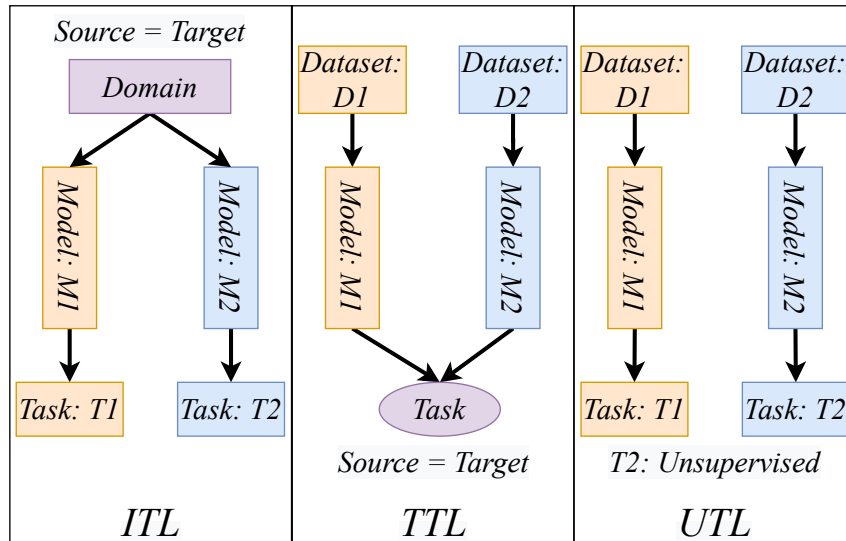 Source = Target
Domain
Model: M1
Model: M2
Task: T1
Task: T2
ITL
Dataset:
D1
Dataset:
D2
Model: M1
Model: M2
Task
Source = Target
TTL
Dataset:
D1
Dataset:
D2
Model: M1
Model: M2
Task: T1
Task: T2
T2: Unsupervised
UTL